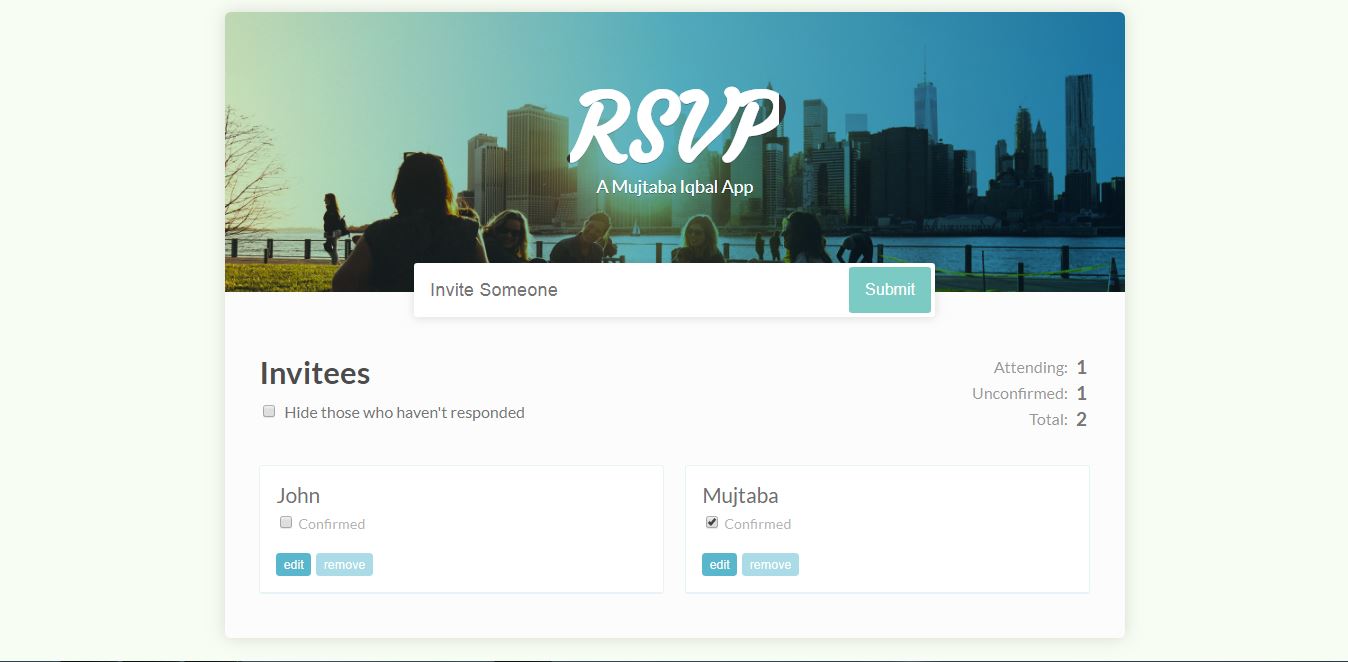 RSVP
A Mujtaba Iqbal App
Invite Someone
Submit
Invitees
Hide those who haven't responded
Attending: 1
Unconfirmed: 1
Total: 2
John
Confirmed
edit remove
Mujtaba
Confirmed
edit remove